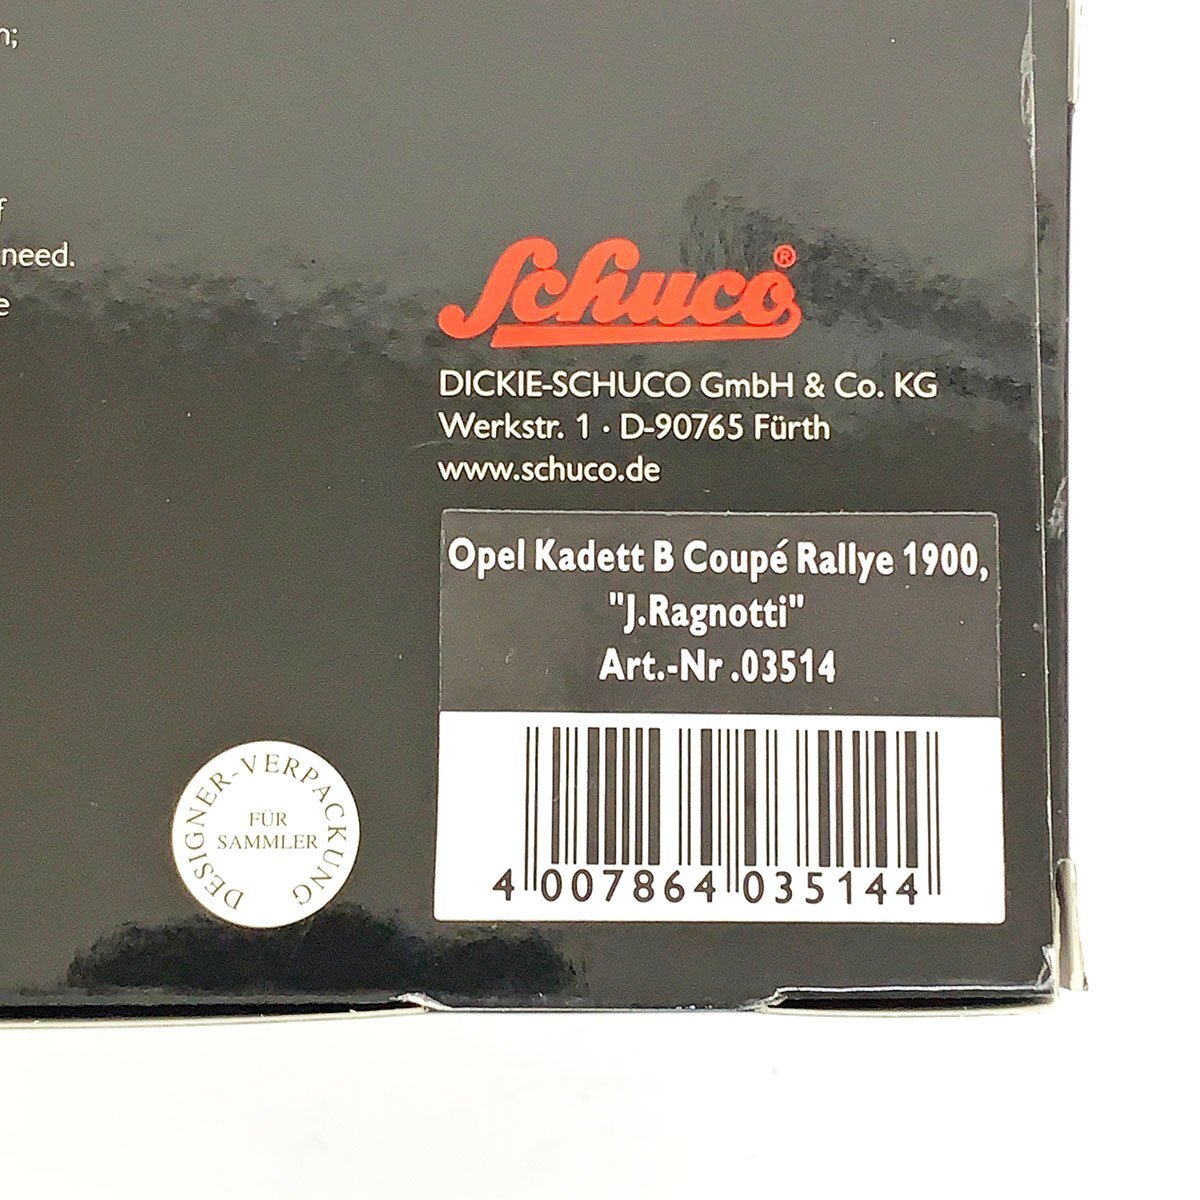 n;
f
need.
e
Schuco®
DICKIE-SCHUCO GmbH & Co. KG
Werkstr. 1 · D-90765 Fürth
www.schuco.de
Opel Kadett B Coupé Rallye 1900,
"J.Ragnotti"
Art.-Nr .03514
4 007864 035144
DESIGNER-VERPACKUNG
FÜR
SAMMLER